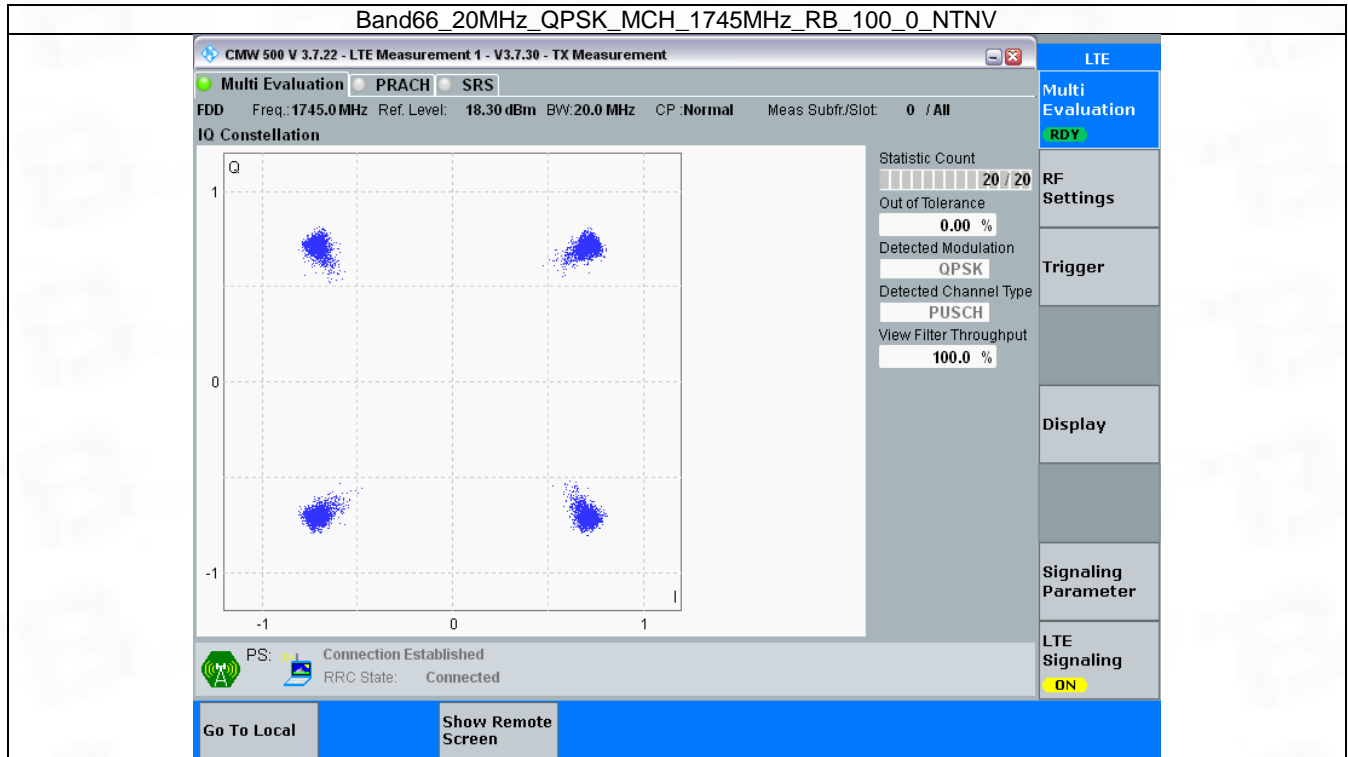 Band66_20MHz_QPSK_MCH_1745MHz_RB_100_0_NTNV
CMW 500 V 3.7.22 - LTE Measurement 1 - V3.7.30 - TX Measurement
Multi Evaluation PRACH SRS
FDD Freq.:1745.0 MHz Ref. Level: 18.30 dBm BW:20.0 MHz CP :Normal Meas Subfr./Slot: 0 / All
IQ Constellation
Q
1
0
-1
I
-1 0 1
Statistic Count
20 / 20
Out of Tolerance
0.00 %
Detected Modulation
QPSK
Detected Channel Type
PUSCH
View Filter Throughput
100.0 %
PS: Connection Established
RRC State: Connected
LTE
Multi
Evaluation
RDY
RF
Settings
Trigger
Display
Signaling
Parameter
LTE
Signaling
ON
Go To Local
Show Remote
Screen